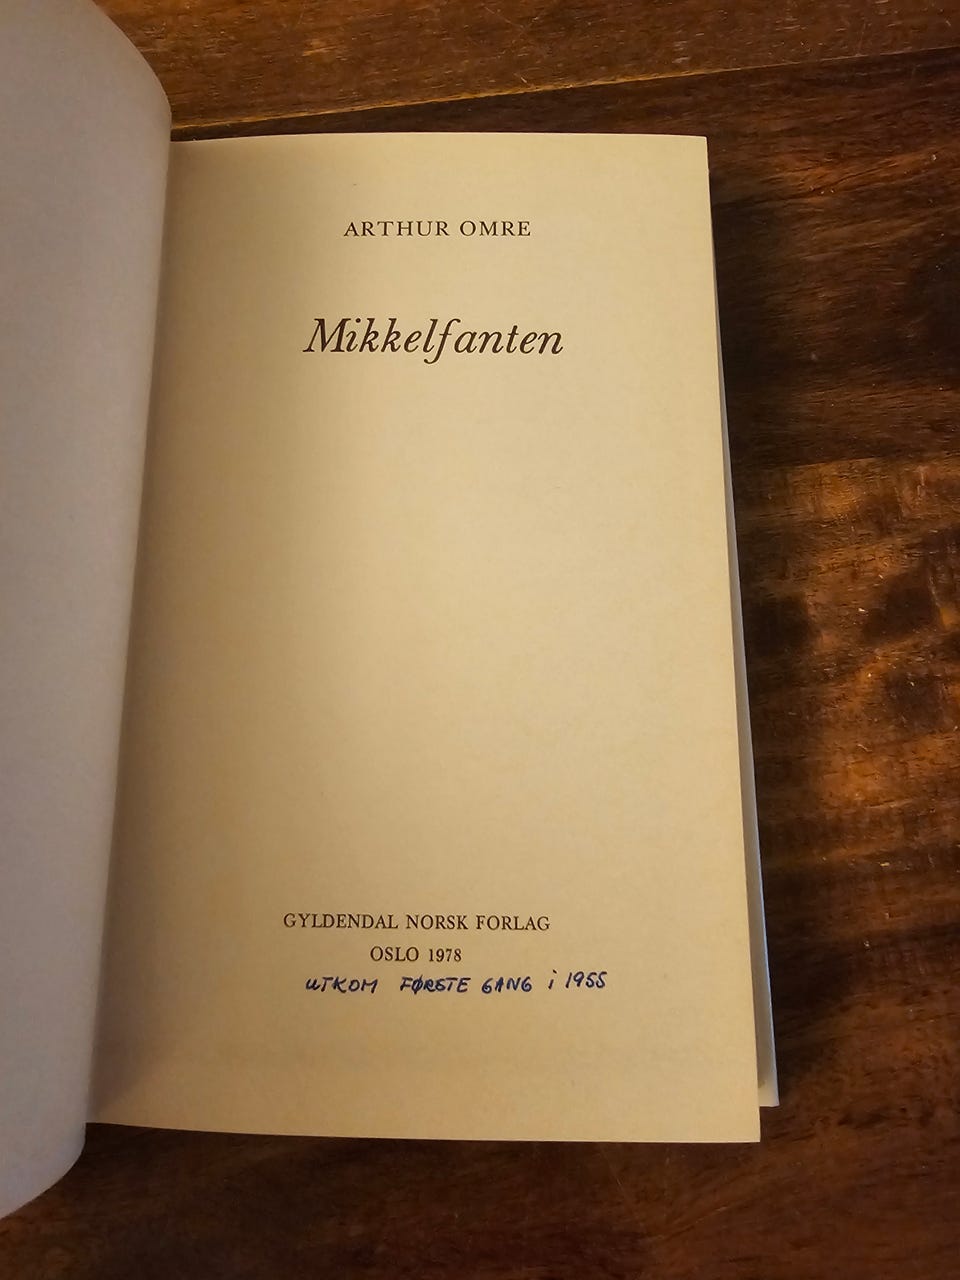 ARTHUR OMRE
Mikkelfanten
GYLDENDAL NORSK FORLAG
OSLO 1978
UTKOM FØRSTE GANG i 1955